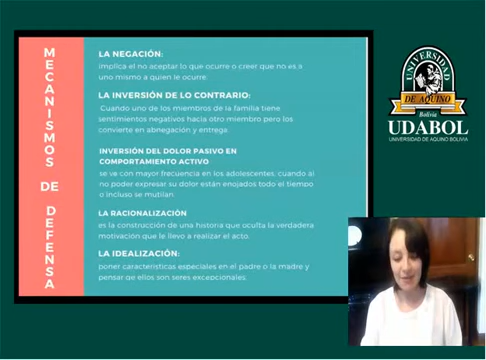 MECANISMOS DE DEFENSA
LA NEGACIÓN:
implica el no aceptar lo que ocurre o creer que no es a
uno mismo a quien le ocurre.
LA INVERSIÓN DE LO CONTRARIO:
Cuando uno de los miembros de la familia tiene
sentimientos negativos hacia otro miembro pero los
convierte en abnegación y entrega.
INVERSIÓN DEL DOLOR PASIVO EN
COMPORTAMIENTO ACTIVO
se ve con mayor frecuencia en los adolescentes, cuando al
no poder expresar su dolor están enojados todo el tiempo
o incluso se mutilan.
LA RACIONALIZACIÓN
es la construcción de una historia que oculta la verdadera
motivación que le llevo a realizar el acto.
LA IDEALIZACIÓN:
poner características especiales en el padre o la madre y
pensar que ellos son seres excepcionales.
UNIVERSIDAD
DE AQUINO
Bolivia
UDABOL
UNIVERSIDAD DE AQUINO BOLIVIA